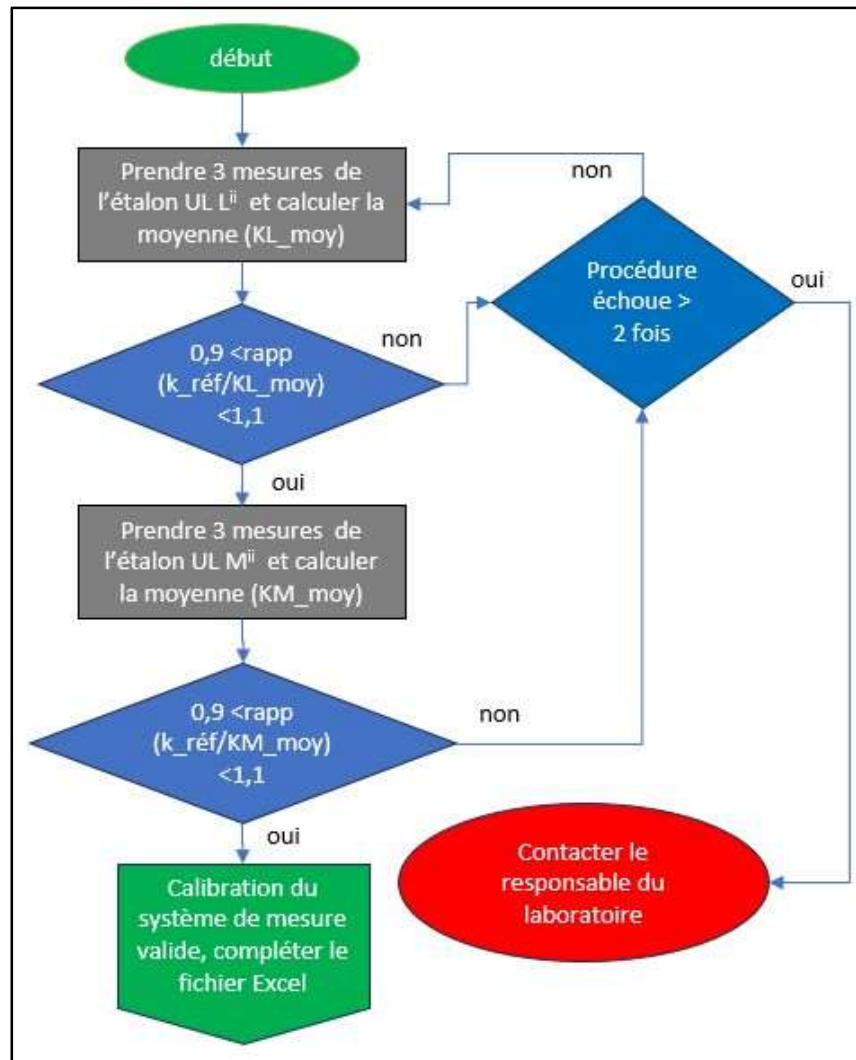 début
Prendre 3 mesures de
l'étalon UL Lⁱⁱ et calculer la
moyenne (KL_moy)
non
Procédure
échoue >
2 fois
oui
0,9 <rapp
(k_réf/KL_moy)
<1,1
non
oui
Prendre 3 mesures de
l'étalon UL Mⁱⁱ et calculer
la moyenne (KM_moy)
0,9 <rapp
(k_réf/KM_moy)
<1,1
non
oui
Calibration du
système de mesure
valide, compléter le
fichier Excel
Contacter le
responsable du
laboratoire